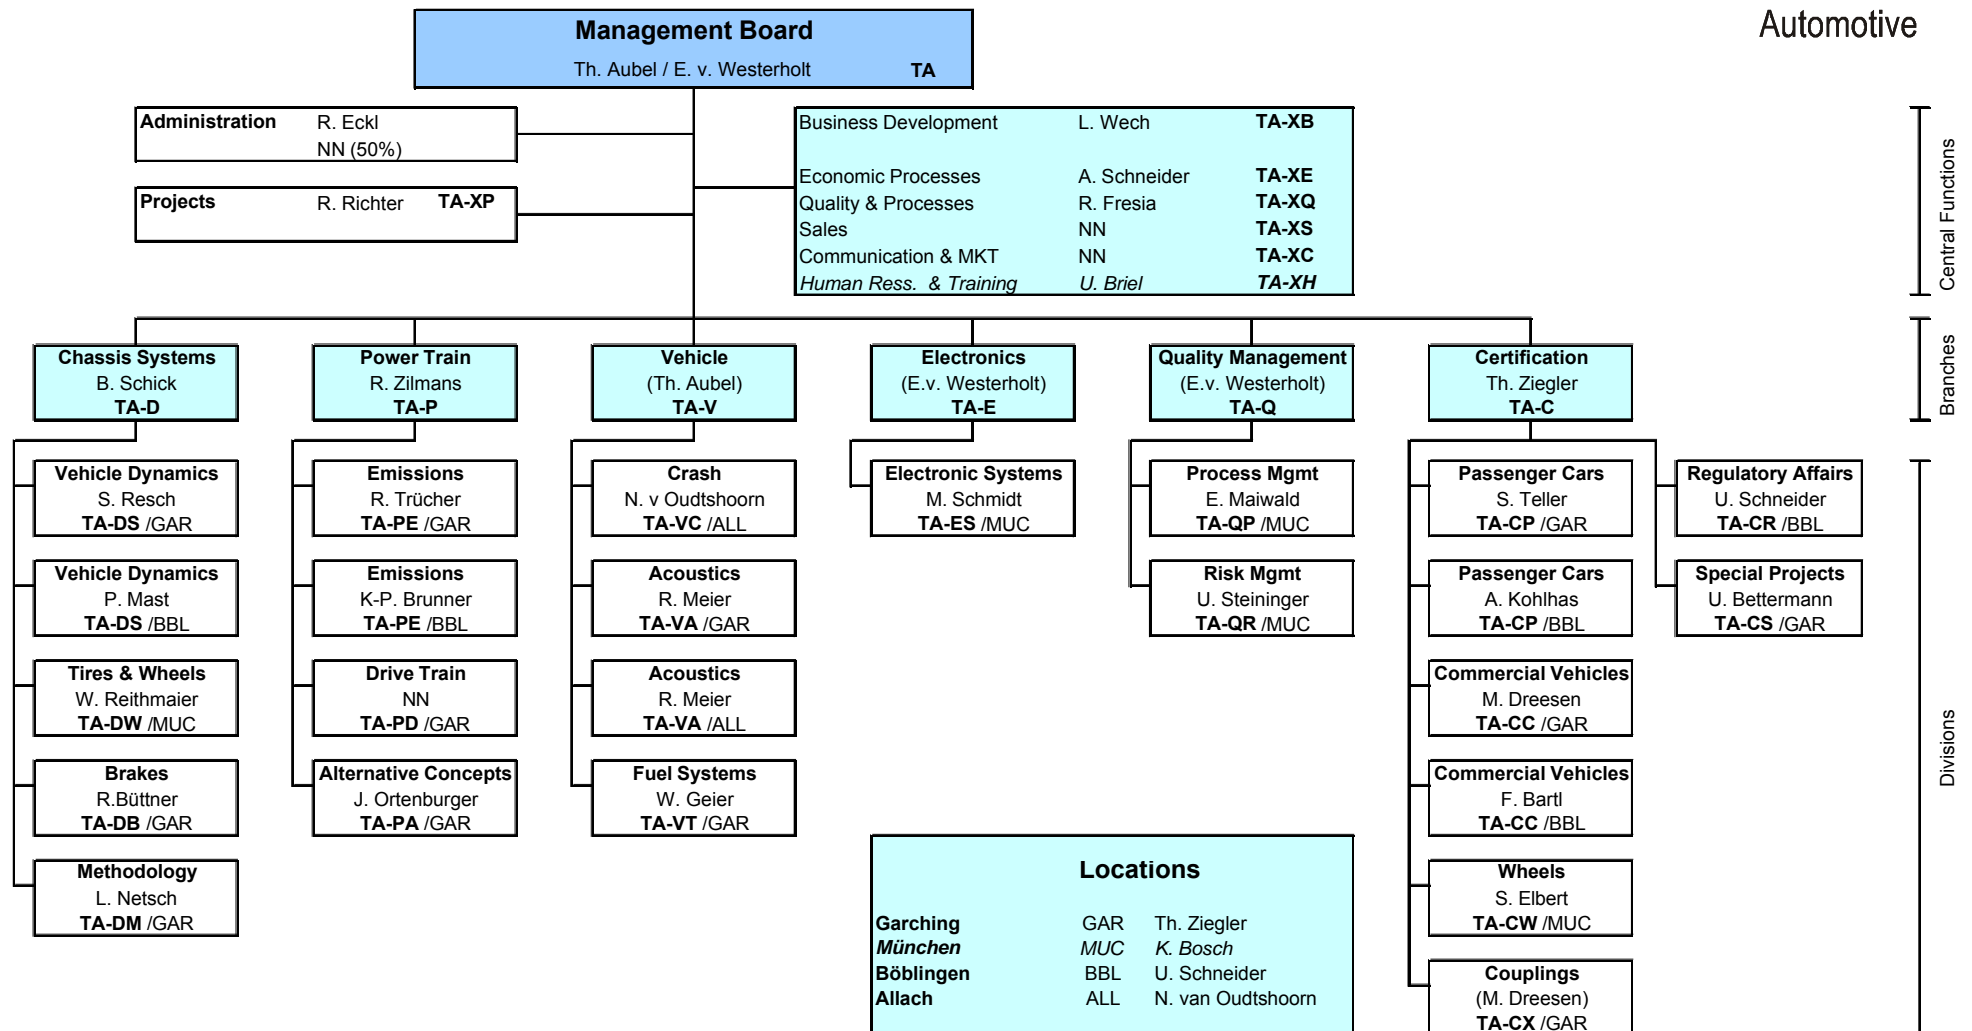 Automotive
Management Board
Th. Aubel / E. v. Westerholt TA
Administration R. Eckl
NN (50%)
Projects R. Richter TA-XP
Business Development L. Wech TA-XB
Economic Processes A. Schneider TA-XE
Quality & Processes R. Fresia TA-XQ
Sales NN TA-XS
Communication & MKT NN TA-XC
Human Ress. & Training U. Briel TA-XH
Central Functions
Chassis Systems
B. Schick
TA-D
Power Train
R. Zilmans
TA-P
Vehicle
(Th. Aubel)
TA-V
Electronics
(E.v. Westerholt)
TA-E
Quality Management
(E.v. Westerholt)
TA-Q
Certification
Th. Ziegler
TA-C
Branches
Vehicle Dynamics
S. Resch
TA-DS /GAR
Vehicle Dynamics
P. Mast
TA-DS /BBL
Tires & Wheels
W. Reithmaier
TA-DW /MUC
Brakes
R.Büttner
TA-DB /GAR
Methodology
L. Netsch
TA-DM /GAR
Emissions
R. Trücher
TA-PE /GAR
Emissions
K-P. Brunner
TA-PE /BBL
Drive Train
NN
TA-PD /GAR
Alternative Concepts
J. Ortenburger
TA-PA /GAR
Crash
N. v Oudtshoorn
TA-VC /ALL
Acoustics
R. Meier
TA-VA /GAR
Acoustics
R. Meier
TA-VA /ALL
Fuel Systems
W. Geier
TA-VT /GAR
Electronic Systems
M. Schmidt
TA-ES /MUC
Process Mgmt
E. Maiwald
TA-QP /MUC
Risk Mgmt
U. Steininger
TA-QR /MUC
Passenger Cars
S. Teller
TA-CP /GAR
Passenger Cars
A. Kohlhas
TA-CP /BBL
Commercial Vehicles
M. Dreesen
TA-CC /GAR
Commercial Vehicles
F. Bartl
TA-CC /BBL
Wheels
S. Elbert
TA-CW /MUC
Couplings
(M. Dreesen)
TA-CX /GAR
Regulatory Affairs
U. Schneider
TA-CR /BBL
Special Projects
U. Bettermann
TA-CS /GAR
Divisions
Locations
Garching GAR Th. Ziegler
München MUC K. Bosch
Böblingen BBL U. Schneider
Allach ALL N. van Oudtshoorn